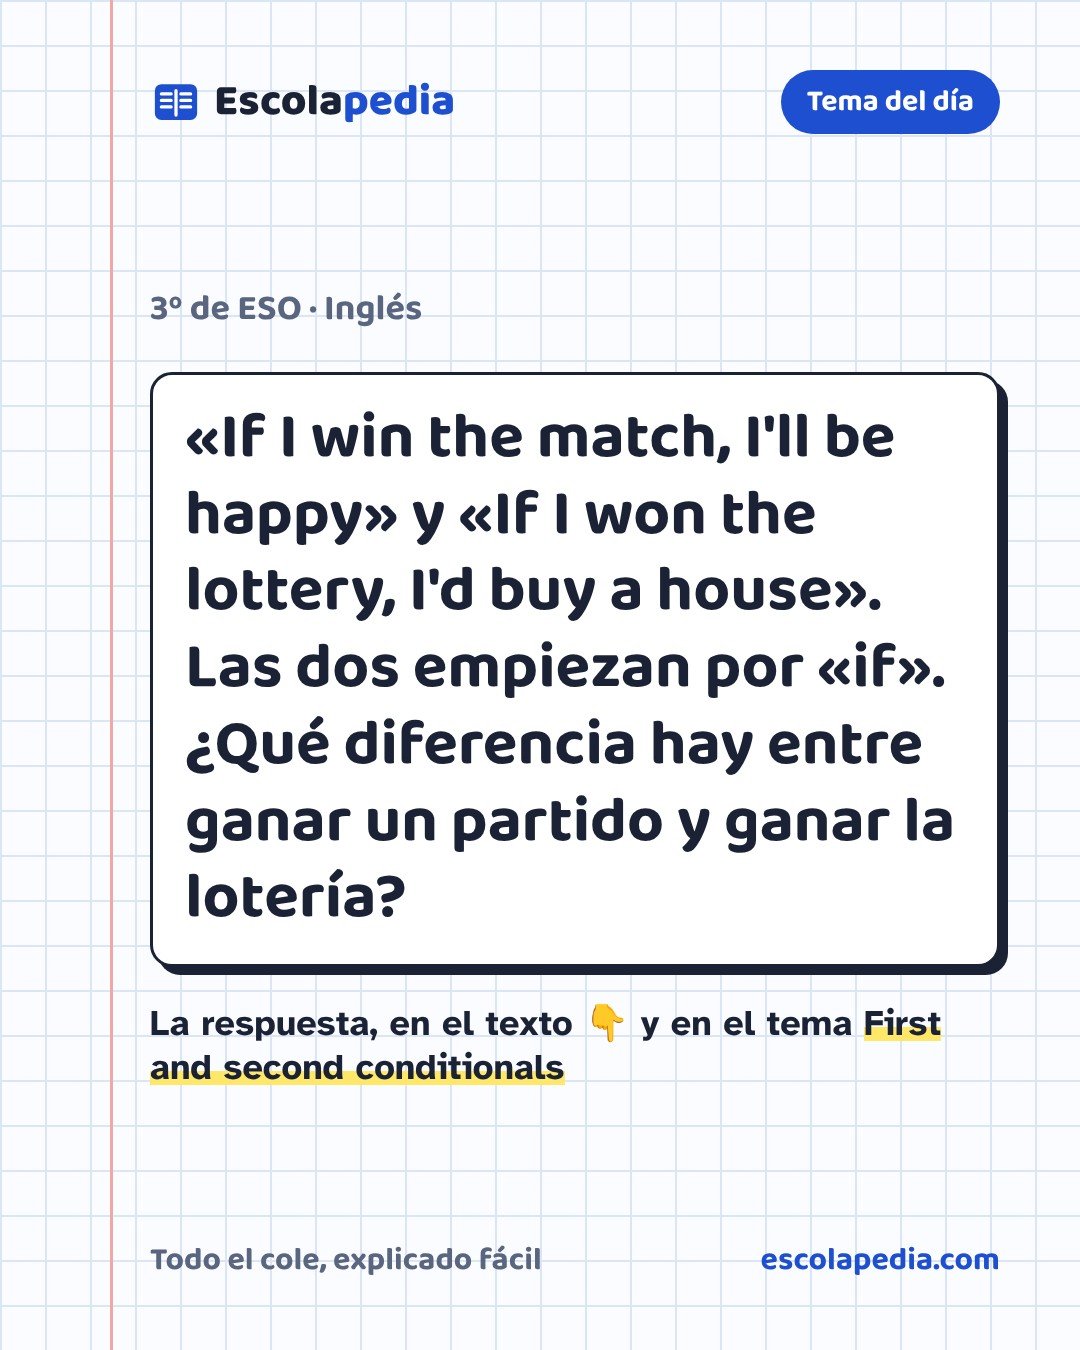 Escolapedia
Tema del día
3º de ESO · Inglés
«If I win the match, I'll be
happy» y «If I won the
lottery, I'd buy a house».
Las dos empiezan por «if».
¿Qué diferencia hay entre
ganar un partido y ganar la
lotería?
La respuesta, en el texto 👇 y en el tema First
and second conditionals
Todo el cole, explicado fácil
escolapedia.com